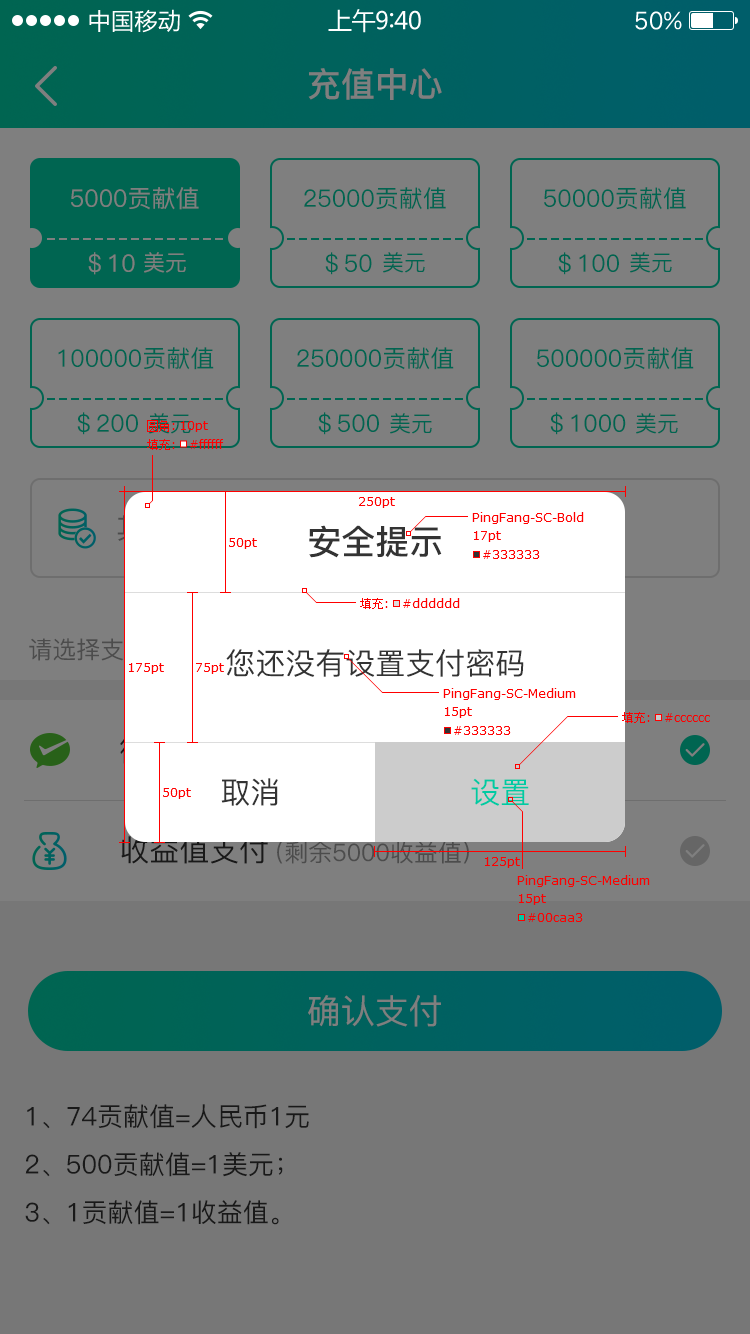 中国移动
上午9:40
50%
充值中心
5000贡献值
25000贡献值
50000贡献值
$10 美元
$50 美元
$100 美元
100000贡献值
250000贡献值
500000贡献值
$200 美元
$500 美元
$1000 美元
10pt
填充: #ffffff
250pt
安全提示
PingFang-SC-Bold
17pt
#333333
50pt
填充: #dddddd
请选择支
175pt
75pt
您还没有设置支付密码
PingFang-SC-Medium
15pt
#333333
填充: #cccccc
50pt
取消
设置
收益值支付 (剩余5000收益值)
125pt
PingFang-SC-Medium
15pt
#00caa3
确认支付
1、74贡献值=人民币1元
2、500贡献值=1美元;
3、1贡献值=1收益值。